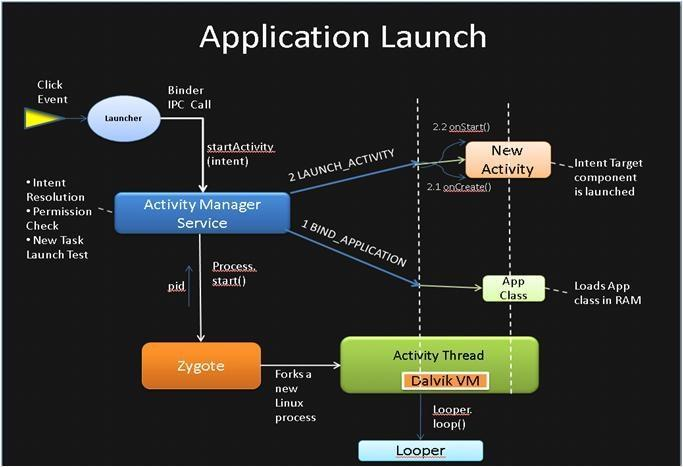 Application Launch
Click
Event
Launcher
Binder
IPC Call
startActivity
(intent)
• Intent
Resolution
• Permission
Check
• New Task
Launch Test
Activity Manager
Service
2 LAUNCH_ACTIVITY
2.2 onStart()
2.1 onCreate()
New
Activity
Intent Target
component
is launched
1 BIND_APPLICATION
App
Class
Loads App
class in RAM
pid
Process.
start()
Zygote
Forks a
new
Linux
process
Activity Thread
Dalvik VM
Looper.
loop()
Looper